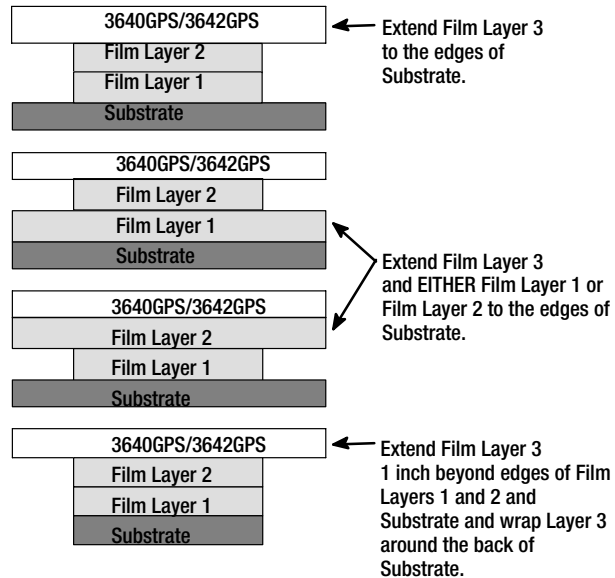 3640GPS/3642GPS
Film Layer 2
Film Layer 1
Substrate
Extend Film Layer 3
to the edges of
Substrate.
3640GPS/3642GPS
Film Layer 2
Film Layer 1
Substrate
Extend Film Layer 3
and EITHER Film Layer 1 or
Film Layer 2 to the edges of
Substrate.
3640GPS/3642GPS
Film Layer 2
Film Layer 1
Substrate
3640GPS/3642GPS
Film Layer 2
Film Layer 1
Substrate
Extend Film Layer 3
1 inch beyond edges of Film
Layers 1 and 2 and
Substrate and wrap Layer 3
around the back of
Substrate.